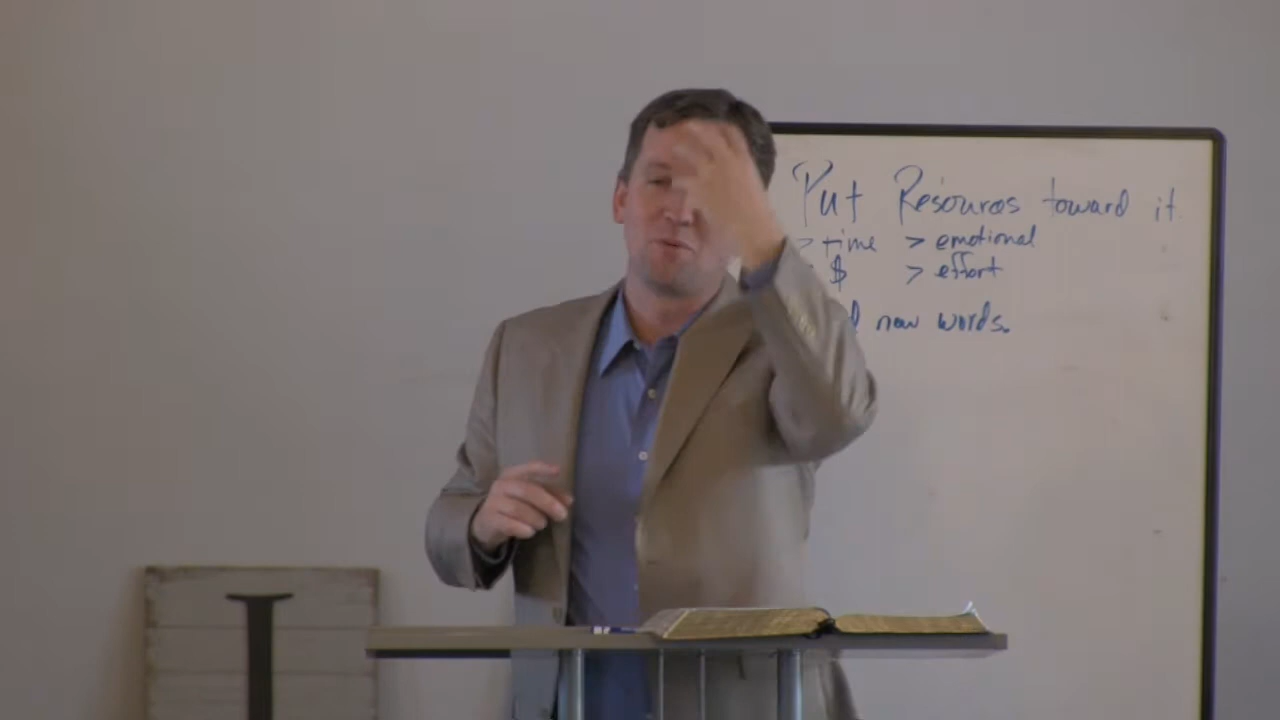 Put Resources toward it
> time > emotional
$ > effort
new words.